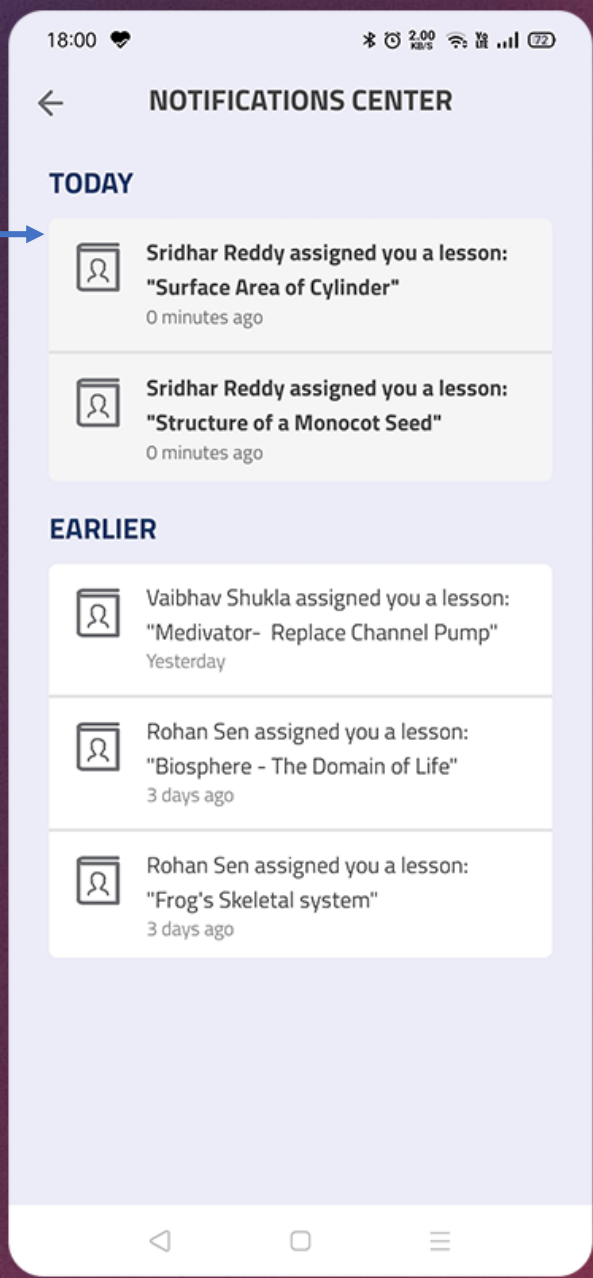 18:00 2.00 KB/S Vo LTE 72
NOTIFICATIONS CENTER
TODAY
Sridhar Reddy assigned you a lesson:
"Surface Area of Cylinder"
0 minutes ago
Sridhar Reddy assigned you a lesson:
"Structure of a Monocot Seed"
0 minutes ago
EARLIER
Vaibhav Shukla assigned you a lesson:
"Medivator-  Replace Channel Pump"
Yesterday
Rohan Sen assigned you a lesson:
"Biosphere - The Domain of Life"
3 days ago
Rohan Sen assigned you a lesson:
"Frog's Skeletal system"
3 days ago